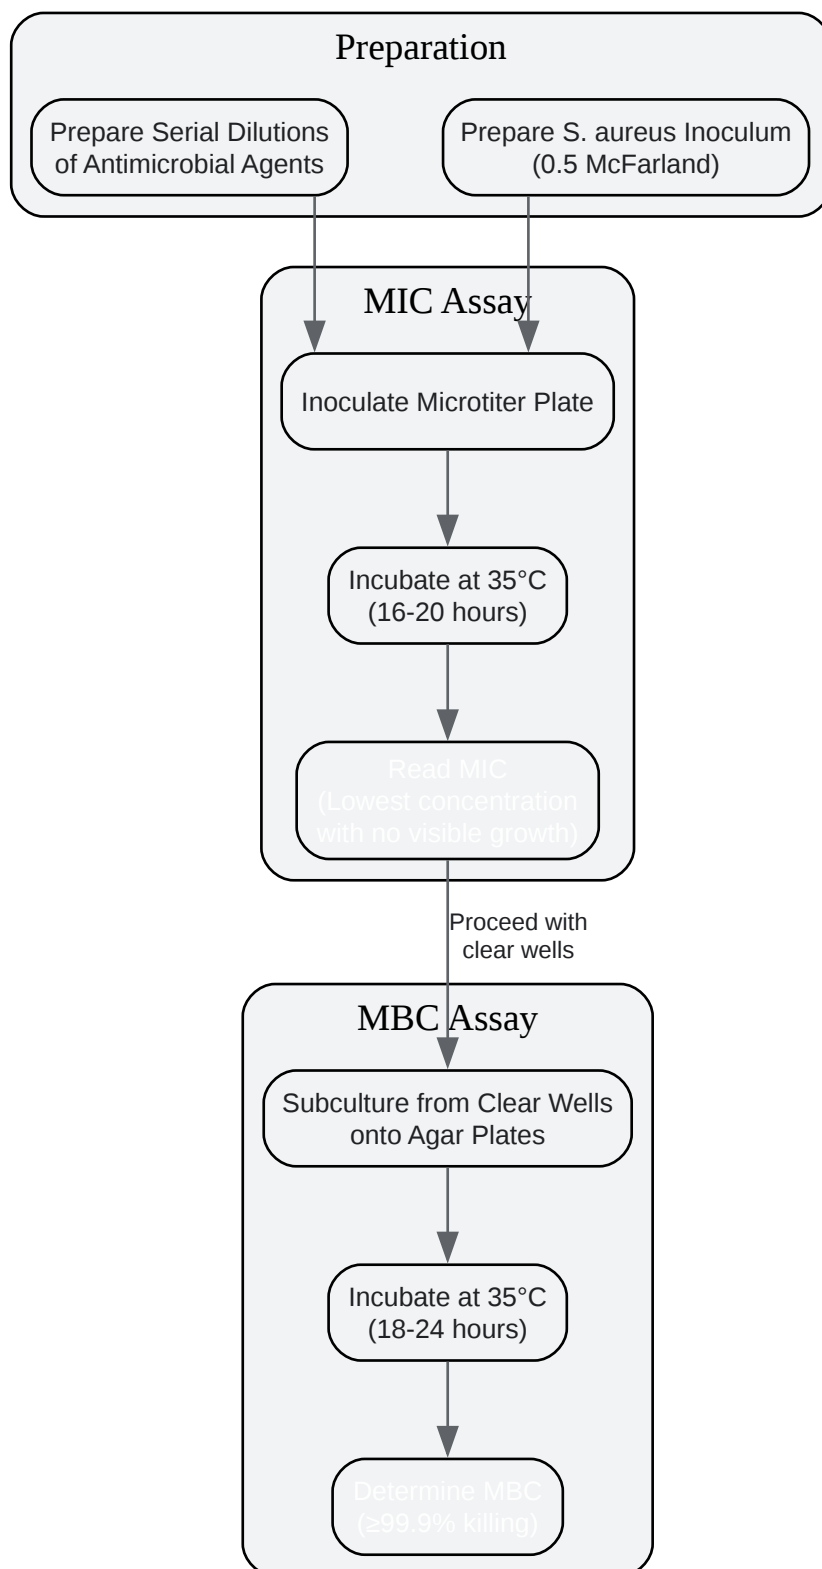 Preparation
Prepare Serial Dilutions
of Antimicrobial Agents
Prepare S. aureus Inoculum
(0.5 McFarland)
MIC Assay
Inoculate Microtiter Plate
Incubate at 35°C
(16-20 hours)
Read MIC
(Lowest concentration
with no visible growth)
Proceed with
clear wells
MBC Assay
Subculture from Clear Wells
onto Agar Plates
Incubate at 35°C
(18-24 hours)
Determine MBC
(≥99.9% killing)